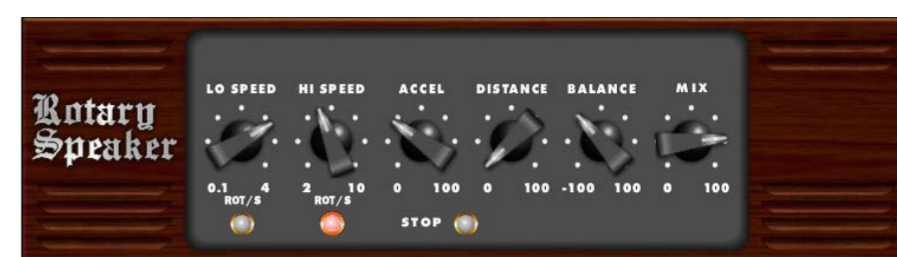 Rotary
Speaker
LO SPEED HI SPEED ACCEL DISTANCE BALANCE MIX
0.1 4 2 10 0 100 0 100 -100 100 0 100
ROT/S ROT/S
STOP